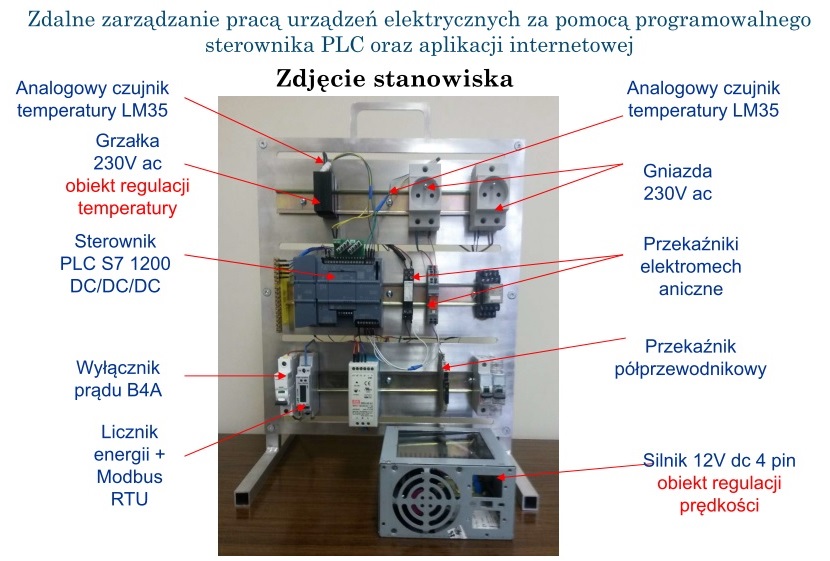 Zdalne zarządzanie pracą urządzeń elektrycznych za pomocą programowalnego
sterownika PLC oraz aplikacji internetowej
Zdjęcie stanowiska
Analogowy czujnik
temperatury LM35
Grzałka
230V ac
obiekt regulacji
temperatury
Sterownik
PLC S7 1200
DC/DC/DC
Wyłącznik
prądu B4A
Licznik
energii +
Modbus
RTU
Analogowy czujnik
temperatury LM35
Gniazda
230V ac
Przekaźniki
elektromech
aniczne
Przekaźnik
półprzewodnikowy
Silnik 12V dc 4 pin
obiekt regulacji
prędkości